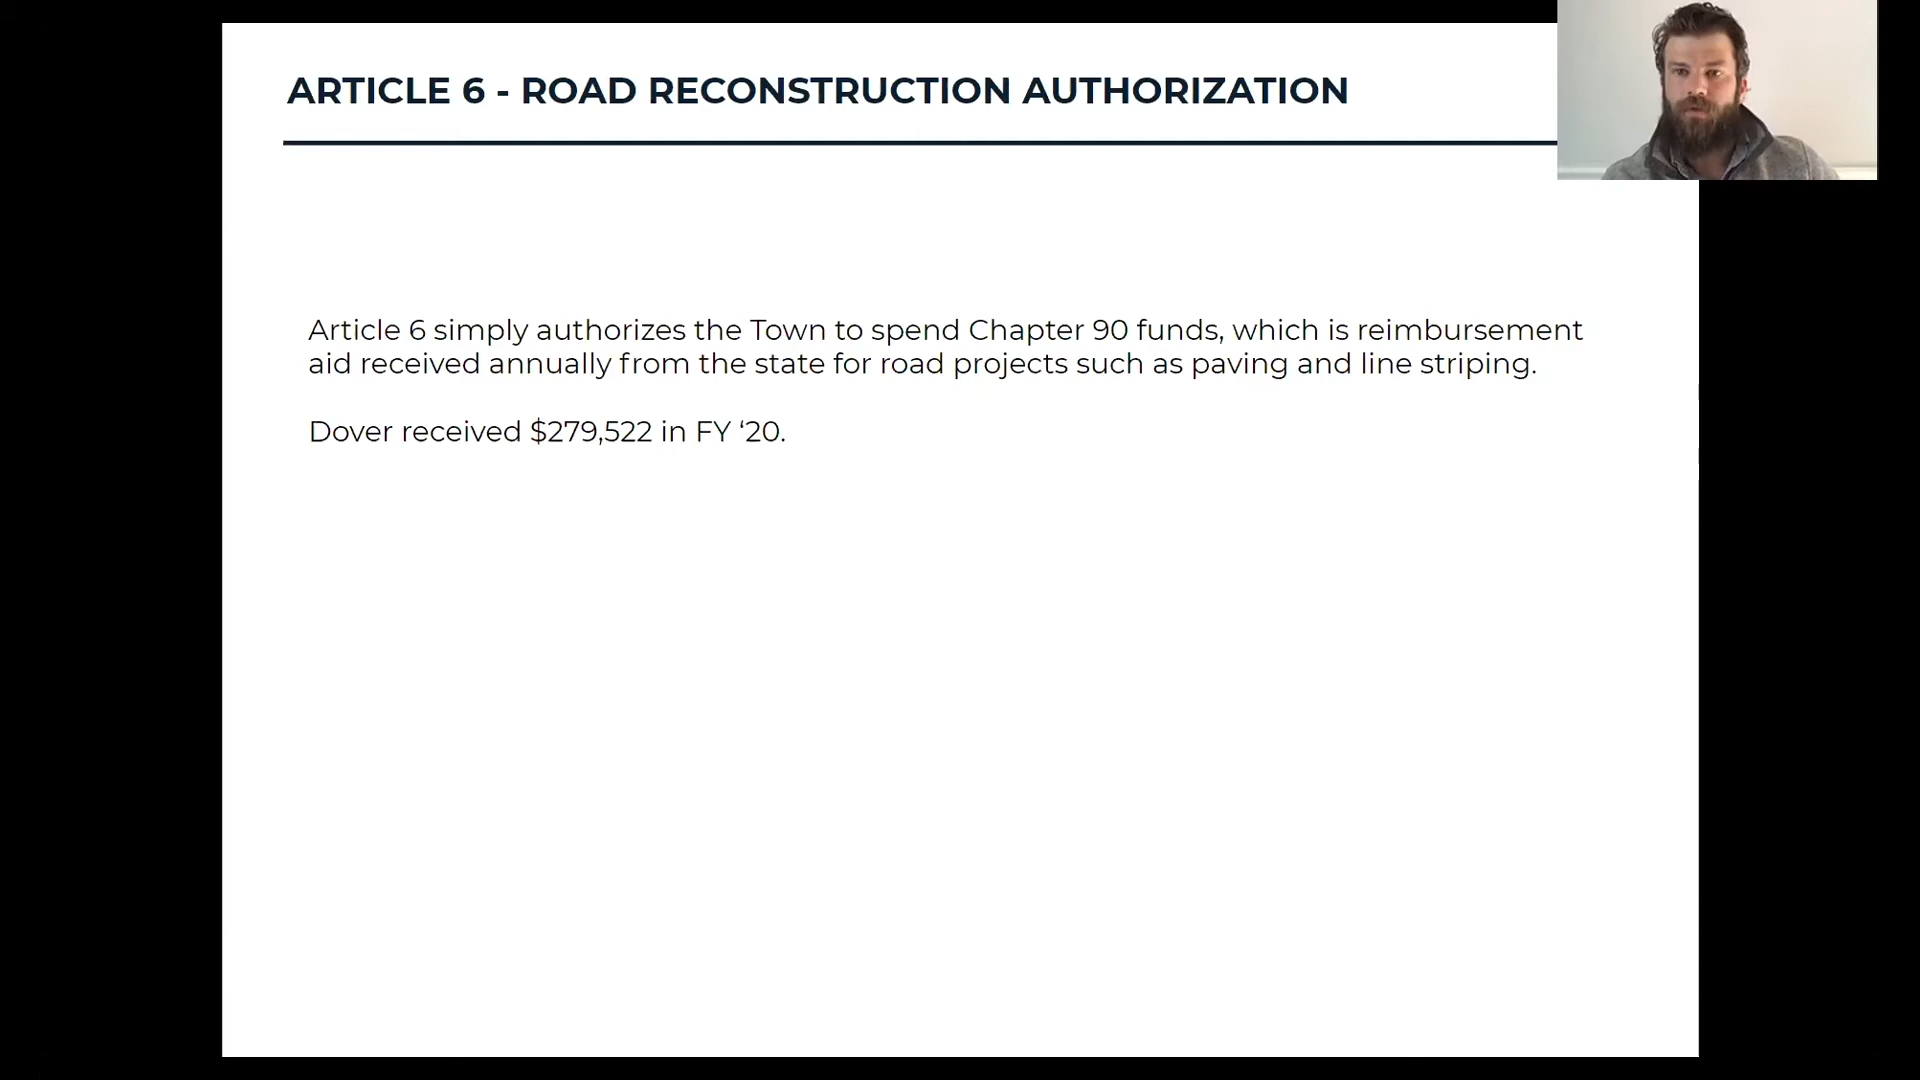 ARTICLE 6 - ROAD RECONSTRUCTION AUTHORIZATION
Article 6 simply authorizes the Town to spend Chapter 90 funds, which is reimbursement
aid received annually from the state for road projects such as paving and line striping.
Dover received $279,522 in FY ‘20.